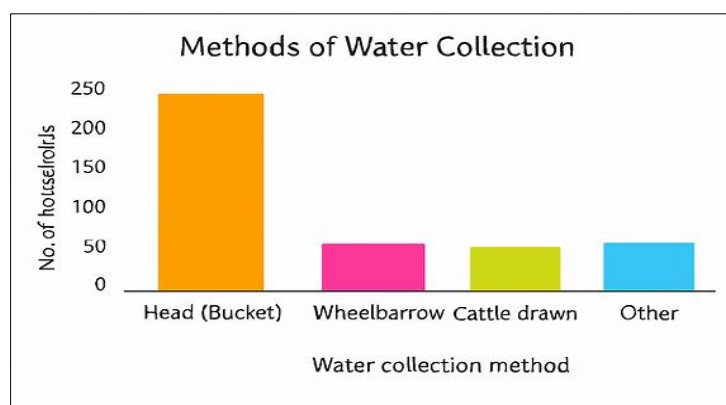 Methods of Water Collection
250
200
150
100
50
0
No. of
Head (Bucket) Wheelbarrow Cattle drawn Other
Water collection method